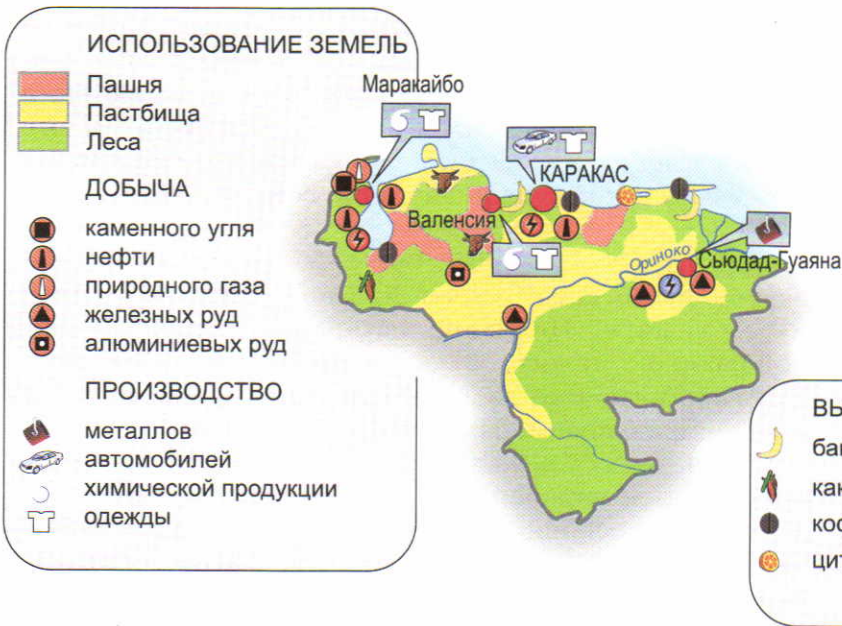 ИСПОЛЬЗОВАНИЕ ЗЕМЕЛЬ
Пашня
Пастбища
Леса
ДОБЫЧА
каменного угля
нефти
природного газа
железных руд
алюминиевых руд
ПРОИЗВОДСТВО
металлов
автомобилей
химической продукции
одежды
Маракайбо
КАРАКАС
Валенсия
Ориноко
Сьюдад-Гуаяна